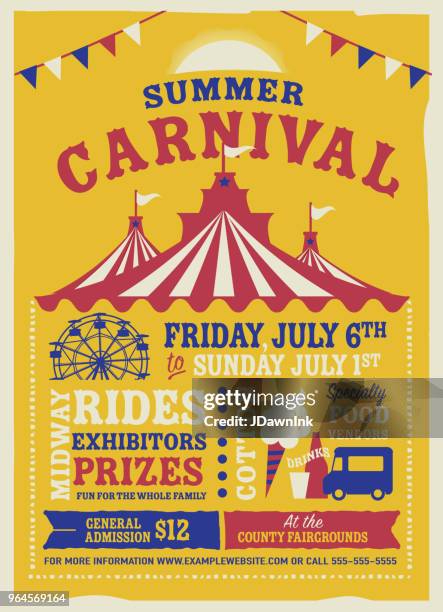 SUMMER
CARNIVAL
FRIDAY, JULY 6TH
to SUNDAY JULY 1ST
MIDWAY
RIDES
EXHIBITORS
PRIZES
FUN FOR THE WHOLE FAMILY
Specialty
FOOD
VENDORS
DRINKS
gettyimages
Credit: JDawnInk
GENERAL
ADMISSION $12
At the
COUNTY FAIRGROUNDS
FOR MORE INFORMATION WWW.EXAMPLEWEBSITE.COM OR CALL 555-555-5555
964569164